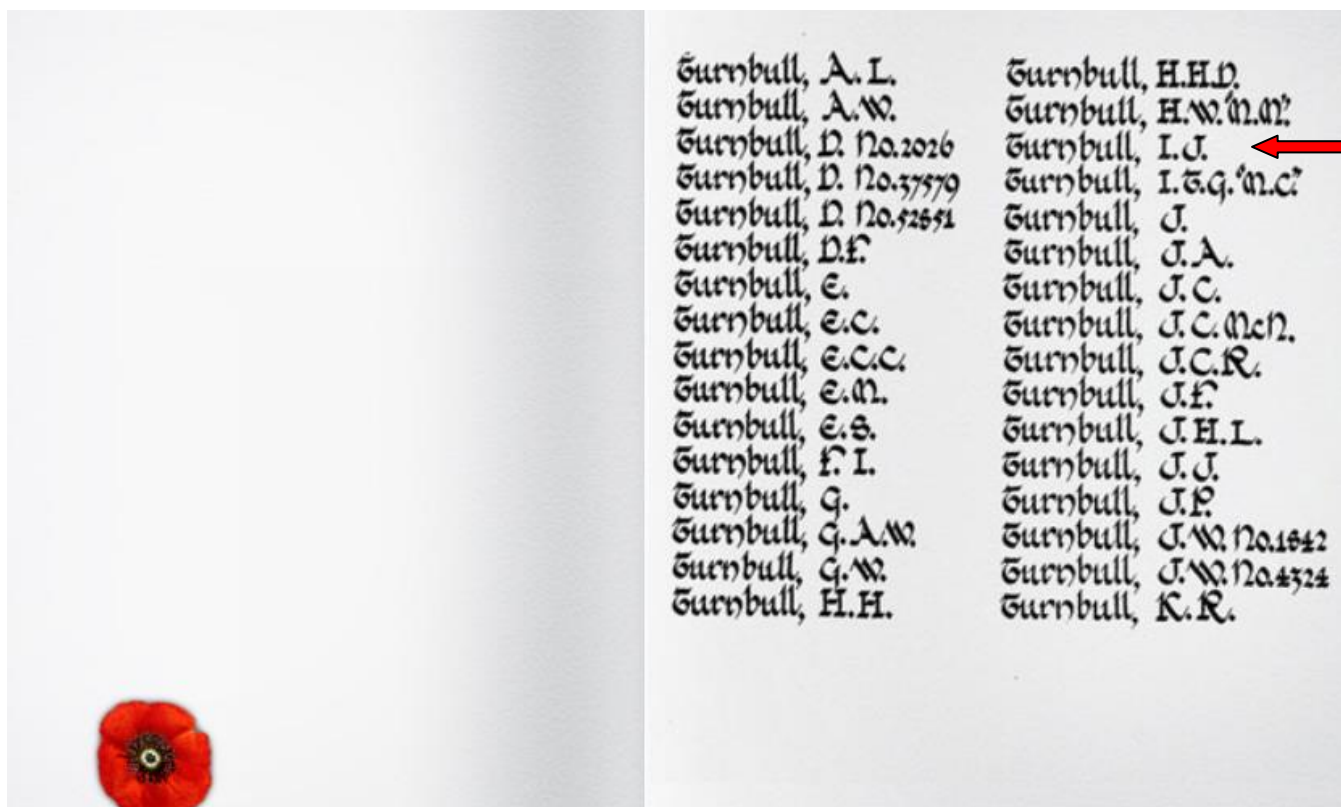 Turnbull, A. L.
Turnbull, A.W.
Turnbull, D. No.2026
Turnbull, D. No.37579
Turnbull, D. No.52851
Turnbull, D.F.
Turnbull, E.
Turnbull, E.C.
Turnbull, E.C.C.
Turnbull, E.M.
Turnbull, E.S.
Turnbull, F. I.
Turnbull, G.
Turnbull, G.A.W.
Turnbull, G.W.
Turnbull, H.H.
Turnbull, H.H.D.
Turnbull, H.W. "M.M."
Turnbull, I.J.
Turnbull, I.T.G. "M.C."
Turnbull, J.
Turnbull, J.A.
Turnbull, J.C.
Turnbull, J.C. McN.
Turnbull, J.C.R.
Turnbull, J.F.
Turnbull, J.H.L.
Turnbull, J.J.
Turnbull, J.P.
Turnbull, J.W. No.1842
Turnbull, J.W. No.4324
Turnbull, K.R.